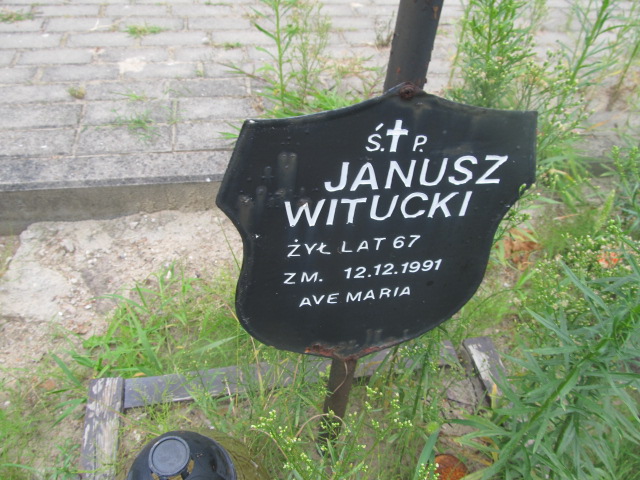 Ś. P.
JANUSZ
WITUCKI
ŻYŁ LAT 67
ZM. 12.12.1991
AVE MARIA